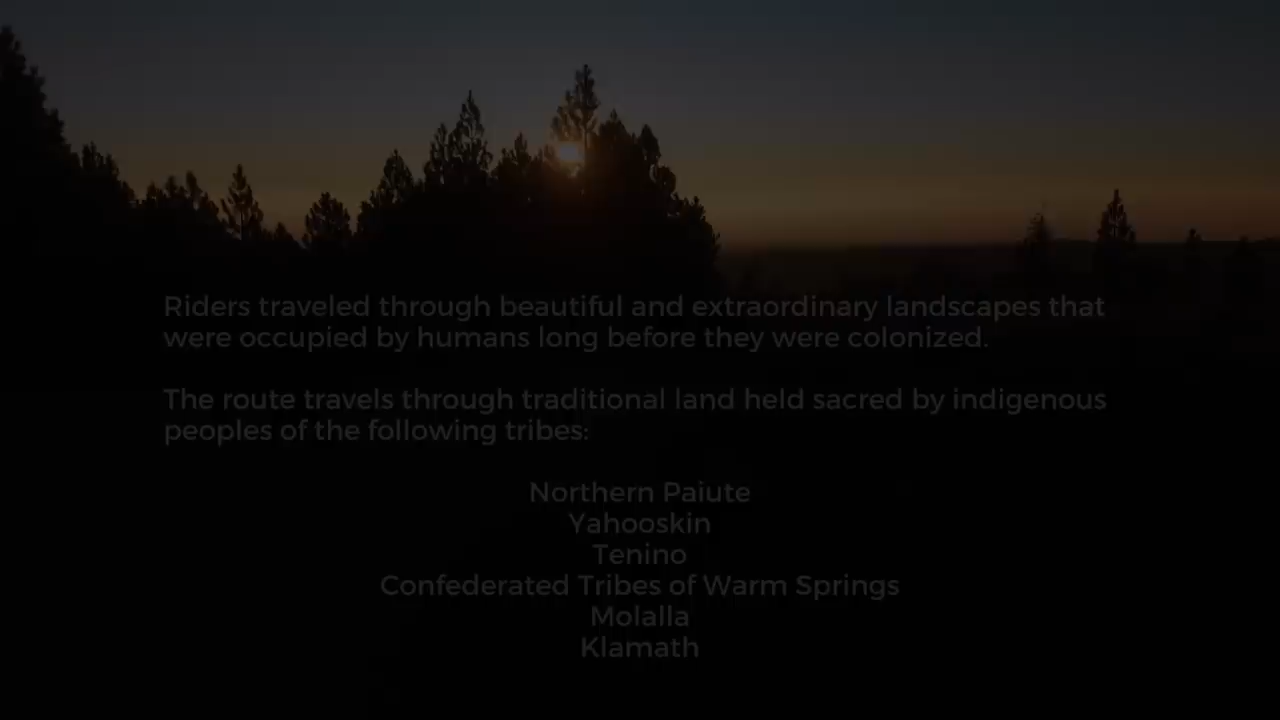 Riders traveled through beautiful and extraordinary landscapes that
were occupied by humans long before they were colonized.
The route travels through traditional land held sacred by indigenous
peoples of the following tribes:
Northern Paiute
Yahooskin
Tenino
Confederated Tribes of Warm Springs
Molalla
Klamath